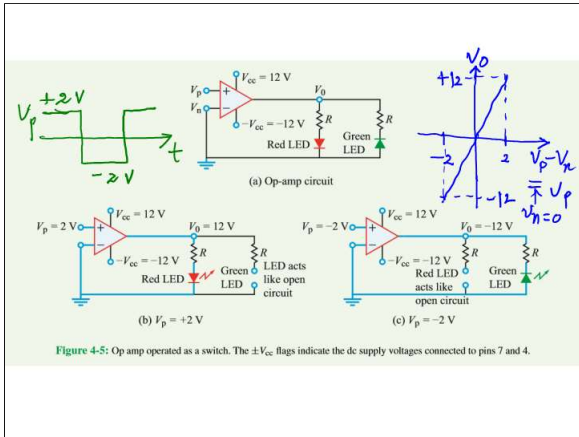 +2V
Vp
-2V
t
Vcc = 12 V
Vp
Vn
+
−
−Vcc = −12 V
V0
R
R
Red LED
Green
LED
(a) Op-amp circuit
V0
+12
-2
2
Vp-Vn
= Vp
Vn=0
-12
Vcc = 12 V
Vp = 2 V
+
−
−Vcc = −12 V
V0 = 12 V
R
R
Red LED
Green
LED
LED acts
like open
circuit
(b) Vp = +2 V
Vcc = 12 V
Vp = −2 V
+
−
−Vcc = −12 V
V0 = −12 V
R
R
Red LED
acts like
open circuit
Green
LED
(c) Vp = −2 V
Figure 4-5: Op amp operated as a switch. The ±Vcc flags indicate the dc supply voltages connected to pins 7 and 4.